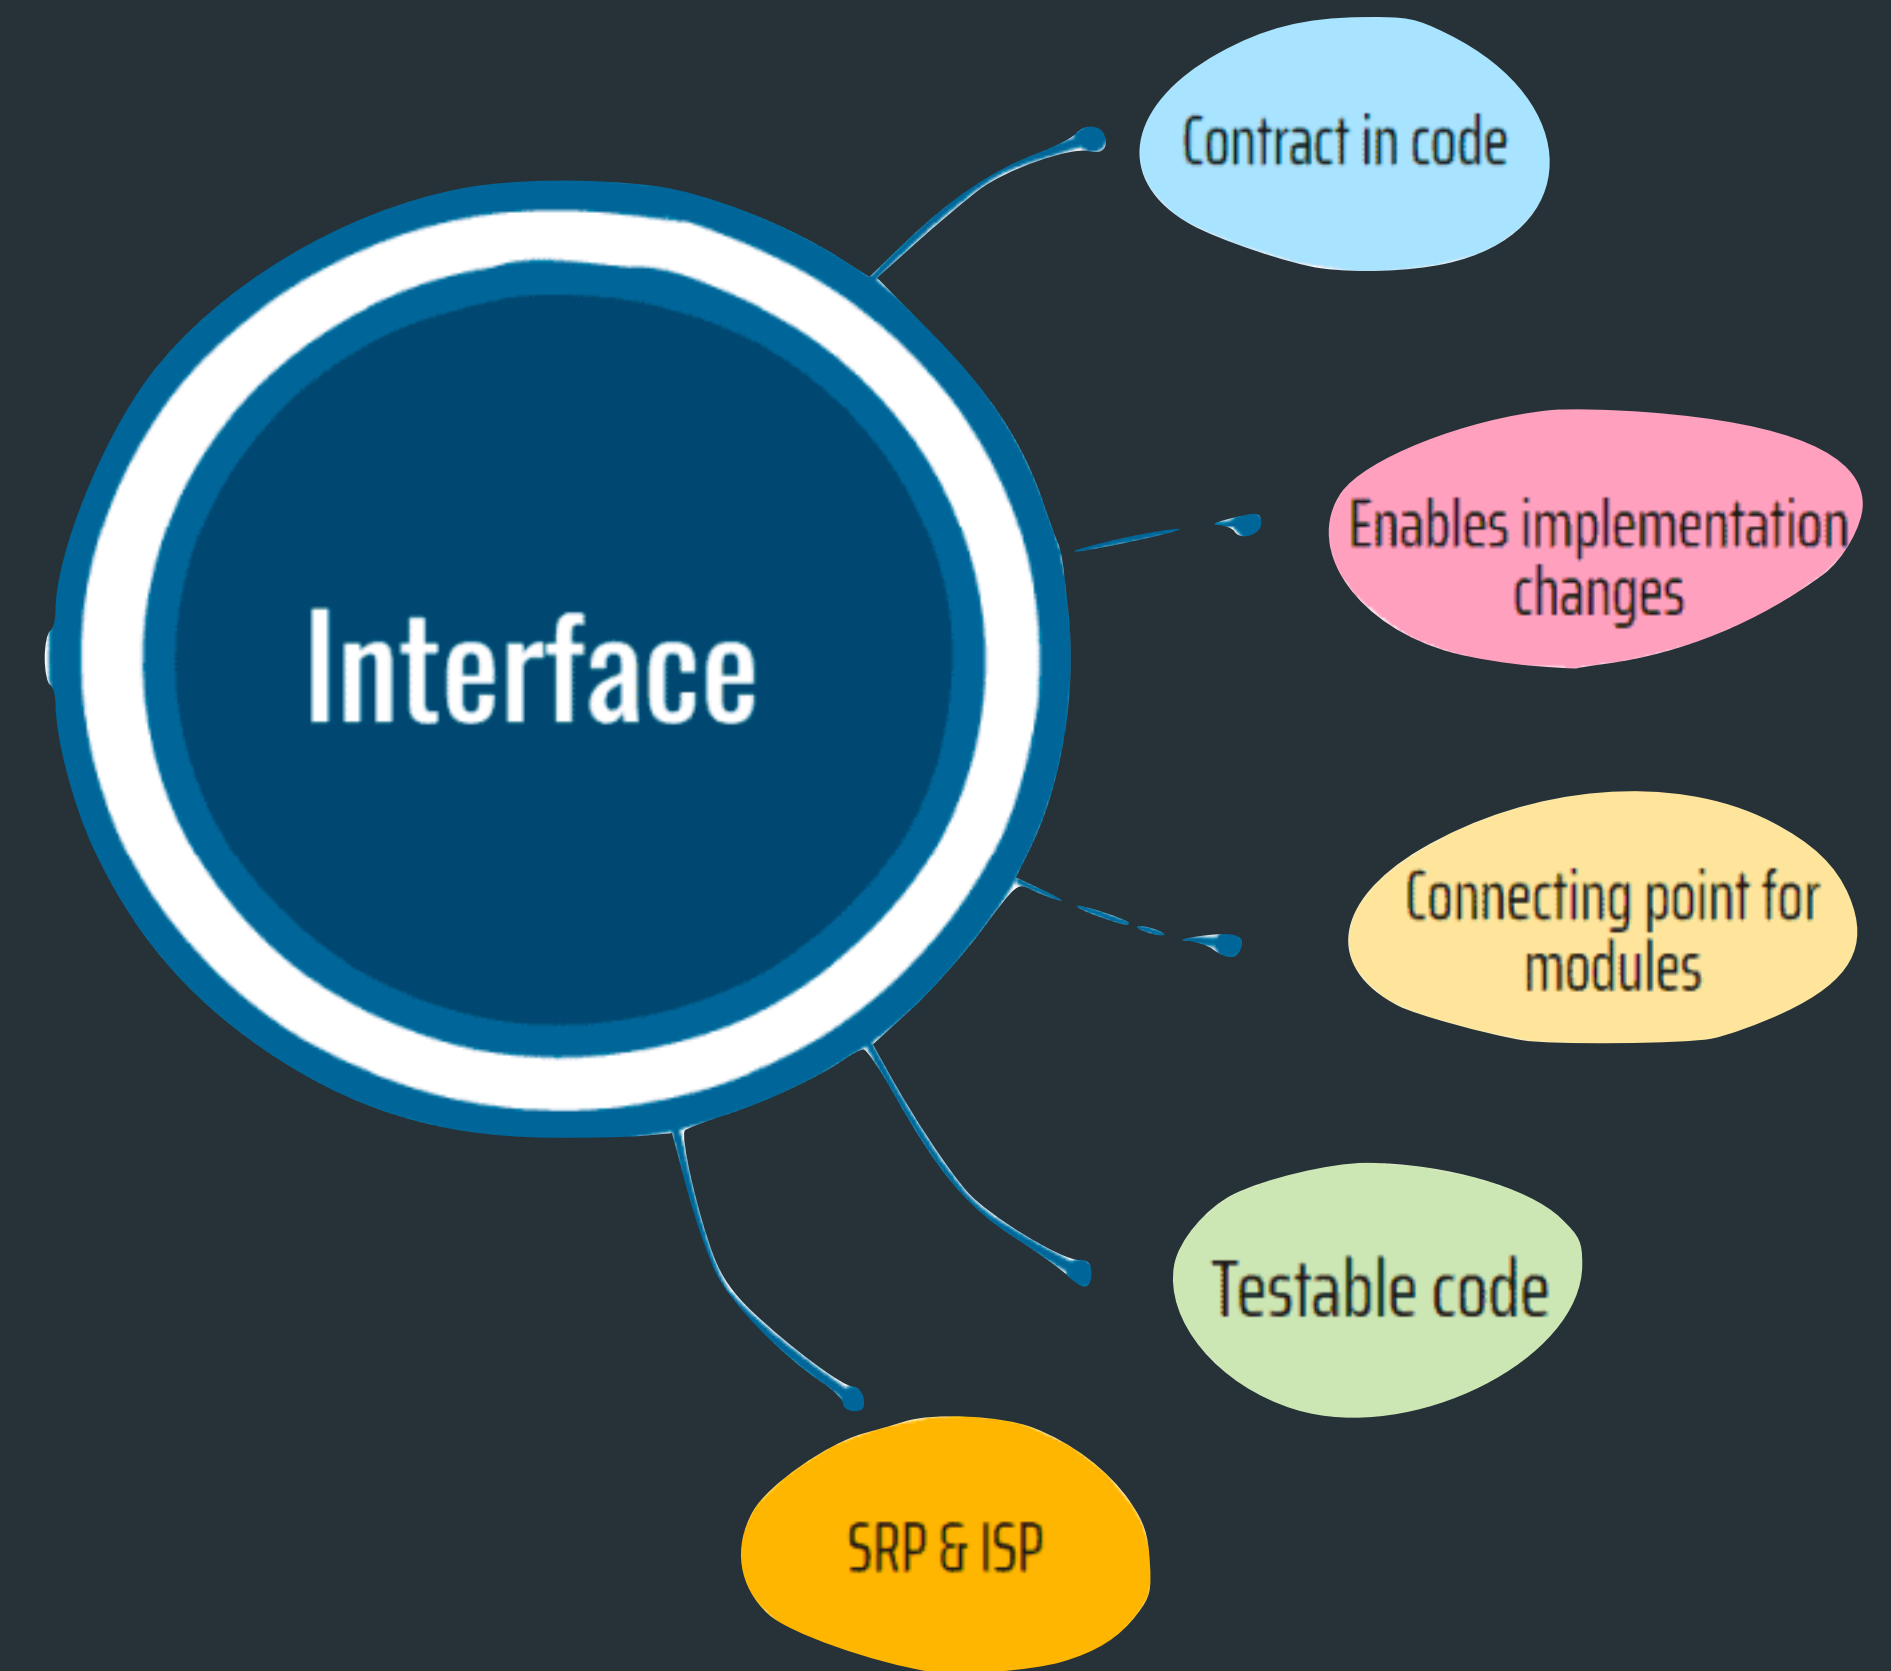 Contract in code
Enables implementation
changes
Interface
Connecting point for
modules
Testable code
SRP & ISP